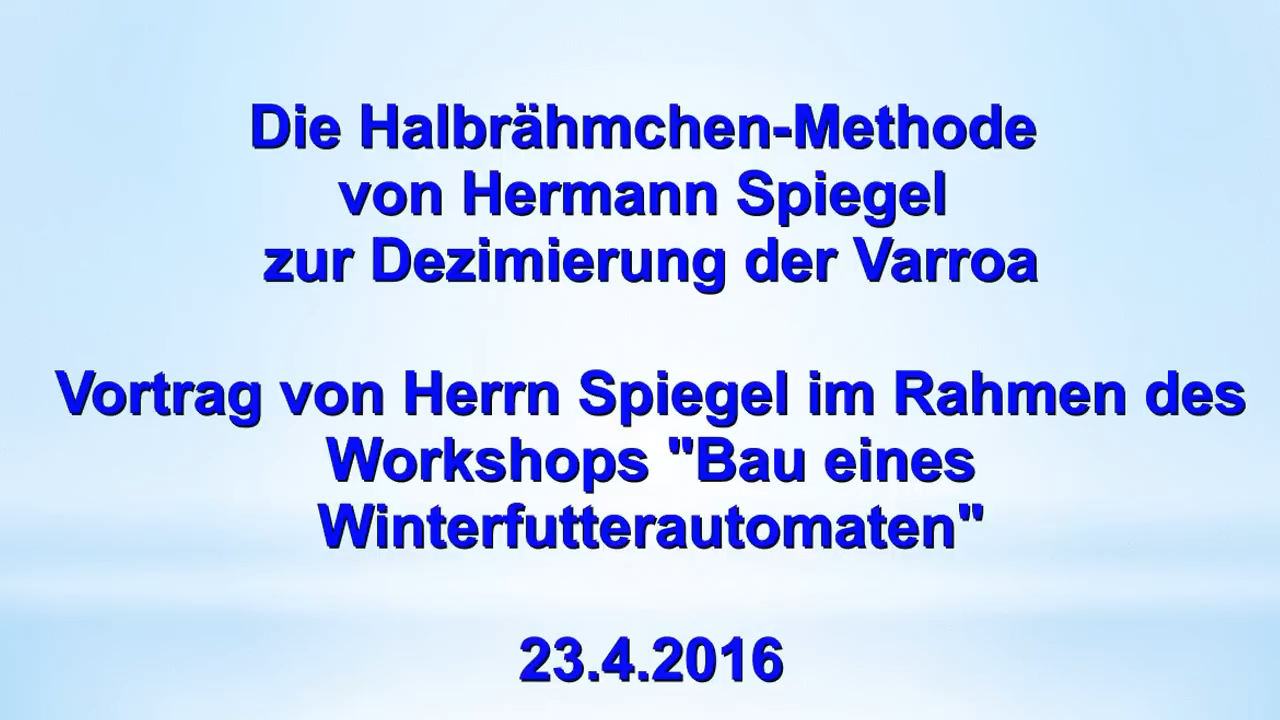 Die Halbrähmchen-Methode
von Hermann Spiegel
zur Dezimierung der Varroa
Vortrag von Herrn Spiegel im Rahmen des
Workshops "Bau eines
Winterfutterautomaten"
23.4.2016